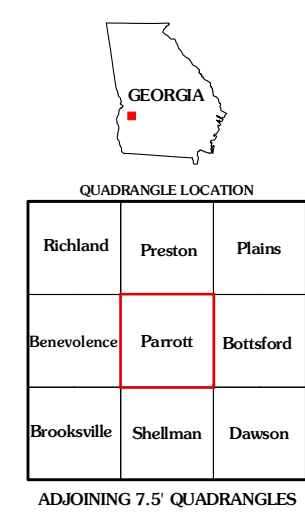 GEORGIA
QUADRANGLE LOCATION
Richland Preston Plains
Benevolence Parrott Bottsford
Brooksville Shellman Dawson
ADJOINING 7.5' QUADRANGLES